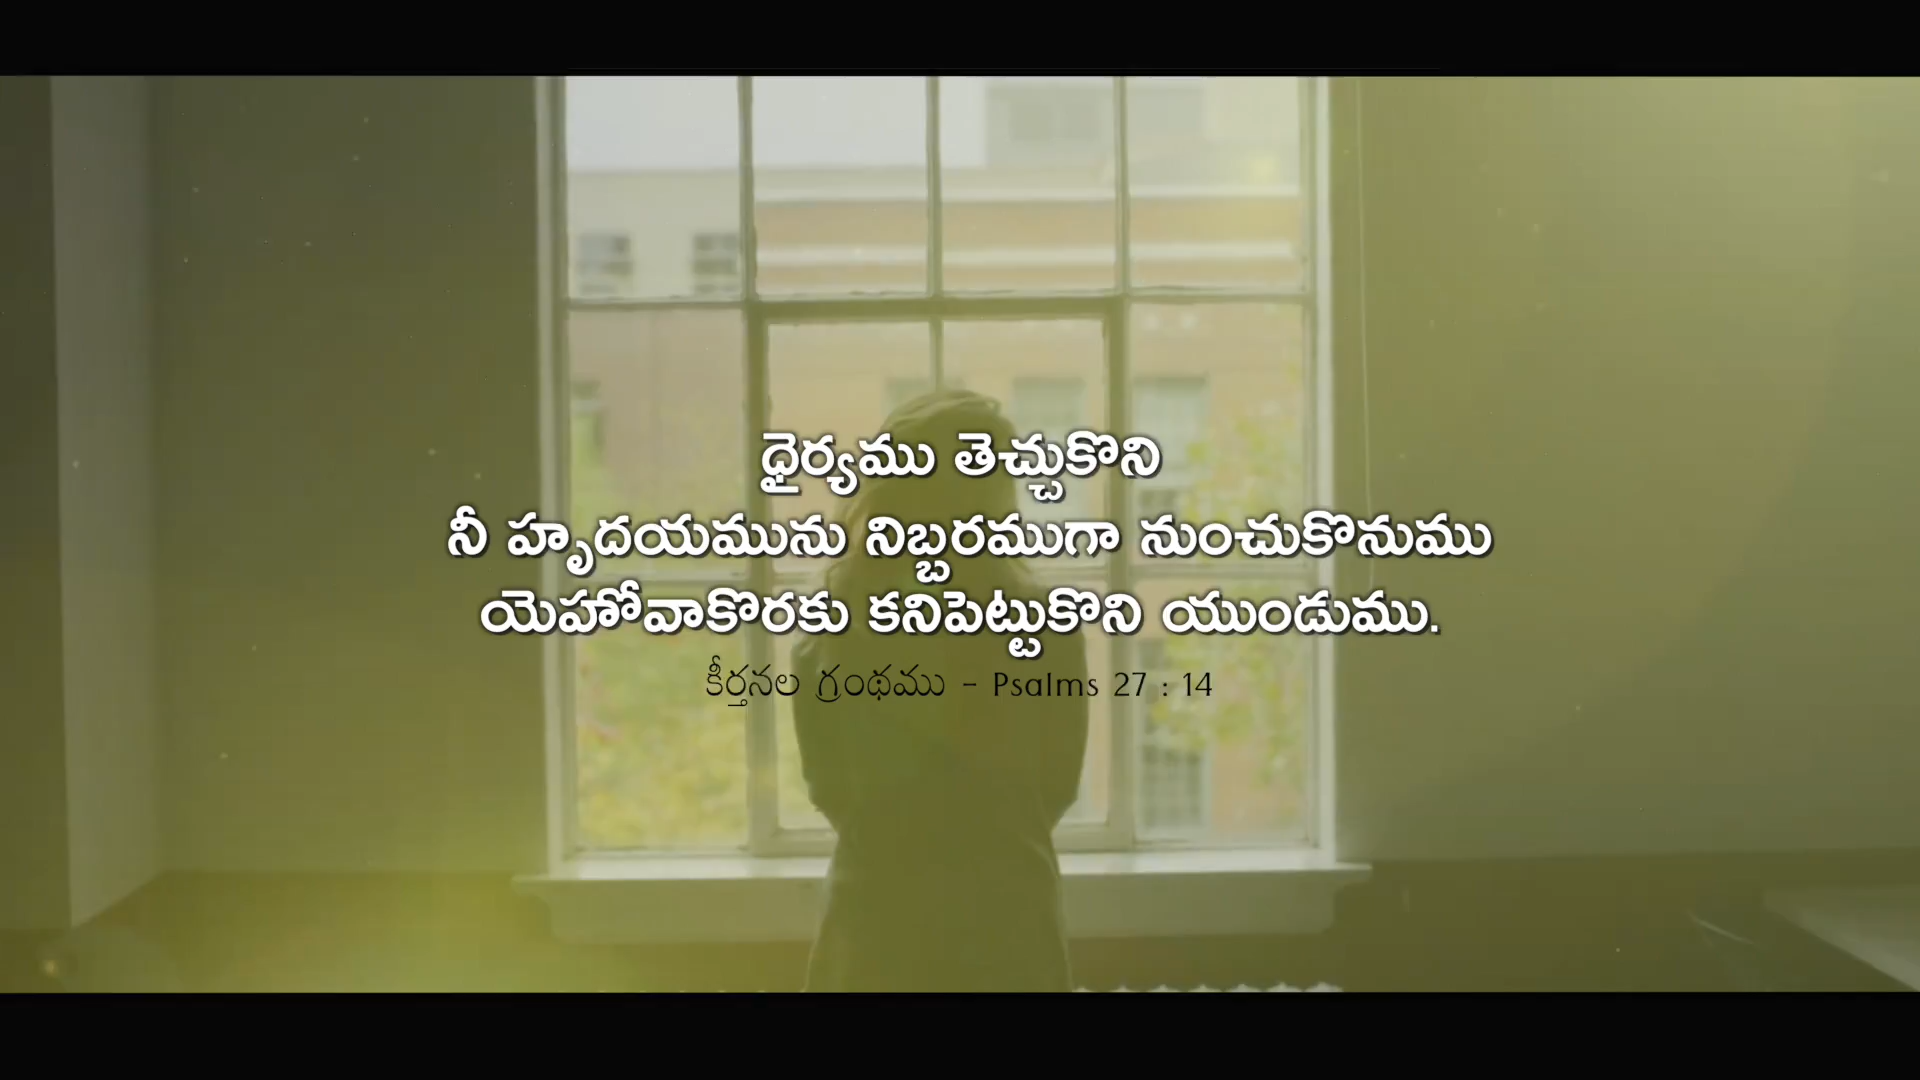 ధైర్యము తెచ్చుకొని
నీ హృదయమును నిబ్బరముగా నుంచుకొనుము
యెహోవాకొరకు కనిపెట్టుకొని యుండుము.
కీర్తనల గ్రంథము - Psalms 27 : 14